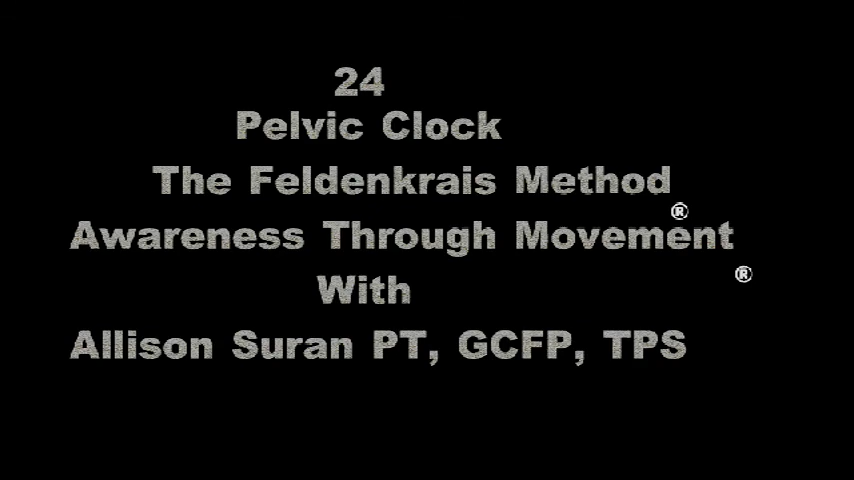 24
Pelvic Clock
The Feldenkrais Method
®
Awareness Through Movement
®
With
Allison Suran PT, GCFP, TPS